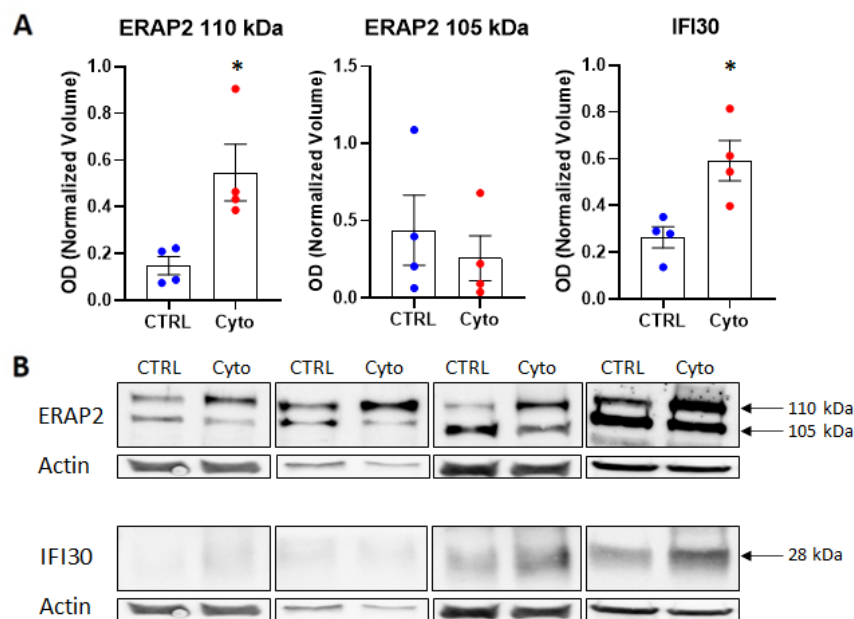 A
ERAP2 110 kDa
ERAP2 105 kDa
IFI30
OD (Normalized Volume)
1.0
0.8
0.6
0.4
0.2
0.0
*
CTRL
Cyto
OD (Normalized Volume)
1.5
1.0
0.5
0.0
CTRL
Cyto
OD (Normalized Volume)
1.0
0.8
0.6
0.4
0.2
0.0
*
CTRL
Cyto
B
CTRL Cyto CTRL Cyto CTRL Cyto CTRL Cyto
ERAP2
110 kDa
105 kDa
Actin
IFI30
28 kDa
Actin